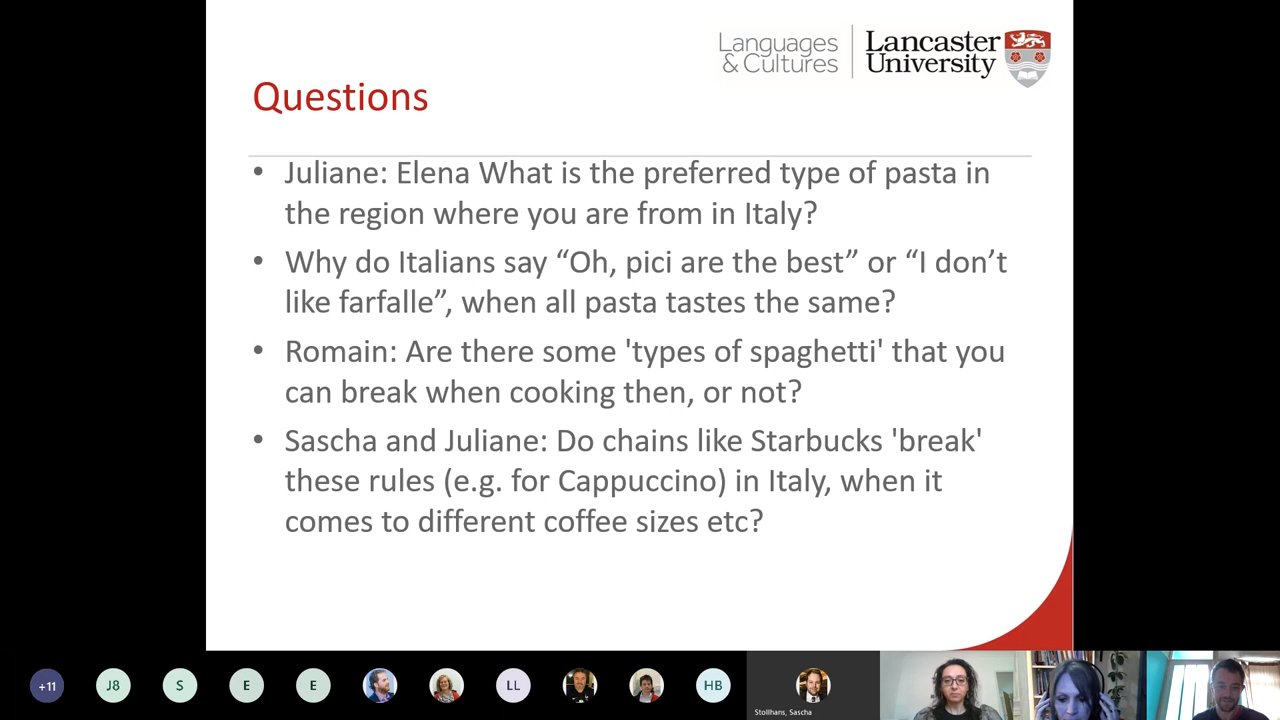 Languages
& Cultures
Lancaster
University
Questions
• Juliane: Elena What is the preferred type of pasta in
the region where you are from in Italy?
• Why do Italians say “Oh, pici are the best” or “I don’t
like farfalle”, when all pasta tastes the same?
• Romain: Are there some 'types of spaghetti' that you
can break when cooking then, or not?
• Sascha and Juliane: Do chains like Starbucks 'break'
these rules (e.g. for Cappuccino) in Italy, when it
comes to different coffee sizes etc?
+11
J8
S
E
E
LL
HB
Stollhans, Sascha